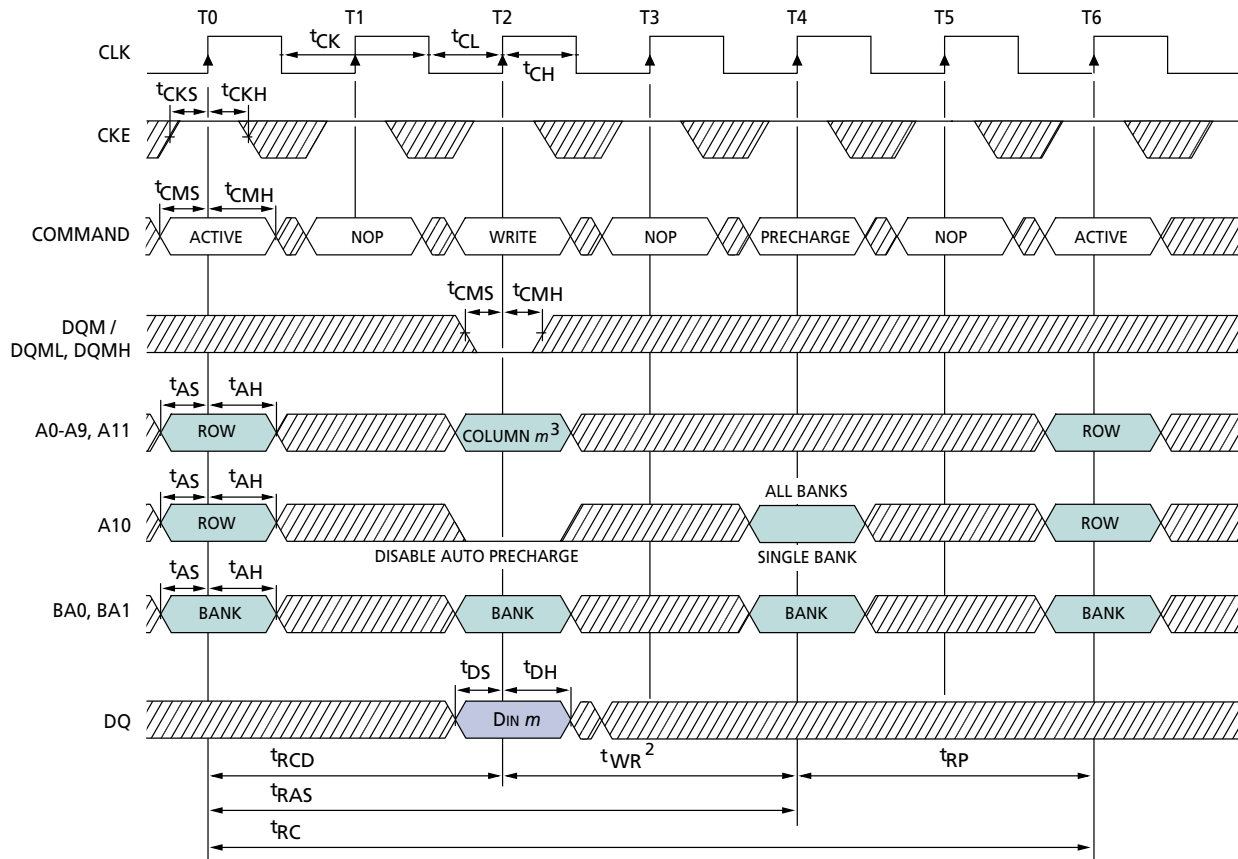 T0 T1 T2 T3 T4 T5 T6
CLK
tCK tCL
tCH
tCKS tCKH
CKE
tCMS tCMH
COMMAND ACTIVE NOP WRITE NOP PRECHARGE NOP ACTIVE
tCMS tCMH
DQM /
DQML, DQMH
tAS tAH
A0-A9, A11 ROW COLUMN m3 ROW
tAS tAH ALL BANKS
A10 ROW ROW
DISABLE AUTO PRECHARGE SINGLE BANK
tAS tAH
BA0, BA1 BANK BANK BANK BANK
tDS tDH
DQ DIN m
tRCD tWR2 tRP
tRAS
tRC